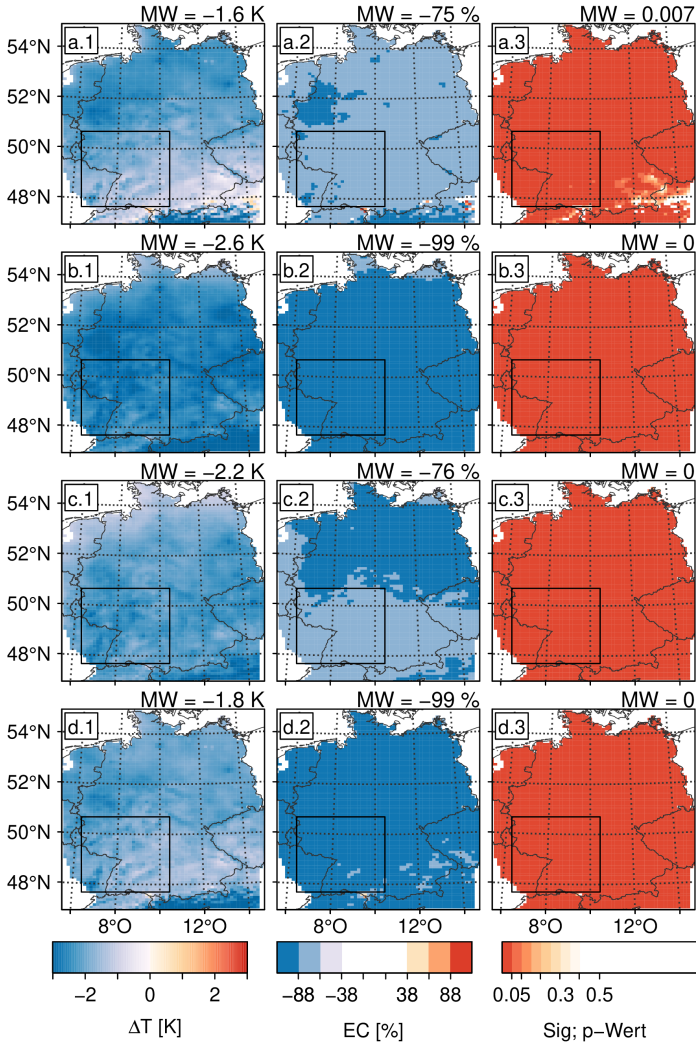 MW = −1.6 K MW = −75 % MW = 0.007
54°N a.1 a.2 a.3
52°N
50°N
48°N
MW = −2.6 K MW = −99 % MW = 0
54°N b.1 b.2 b.3
52°N
50°N
48°N
MW = −2.2 K MW = −76 % MW = 0
54°N c.1 c.2 c.3
52°N
50°N
48°N
MW = −1.8 K MW = −99 % MW = 0
54°N d.1 d.2 d.3
52°N
50°N
48°N
8°O 12°O 8°O 12°O 8°O 12°O
−2 0 2 −88 −38 38 88 0.05 0.3 0.5
ΔT [K] EC [%] Sig; p−Wert